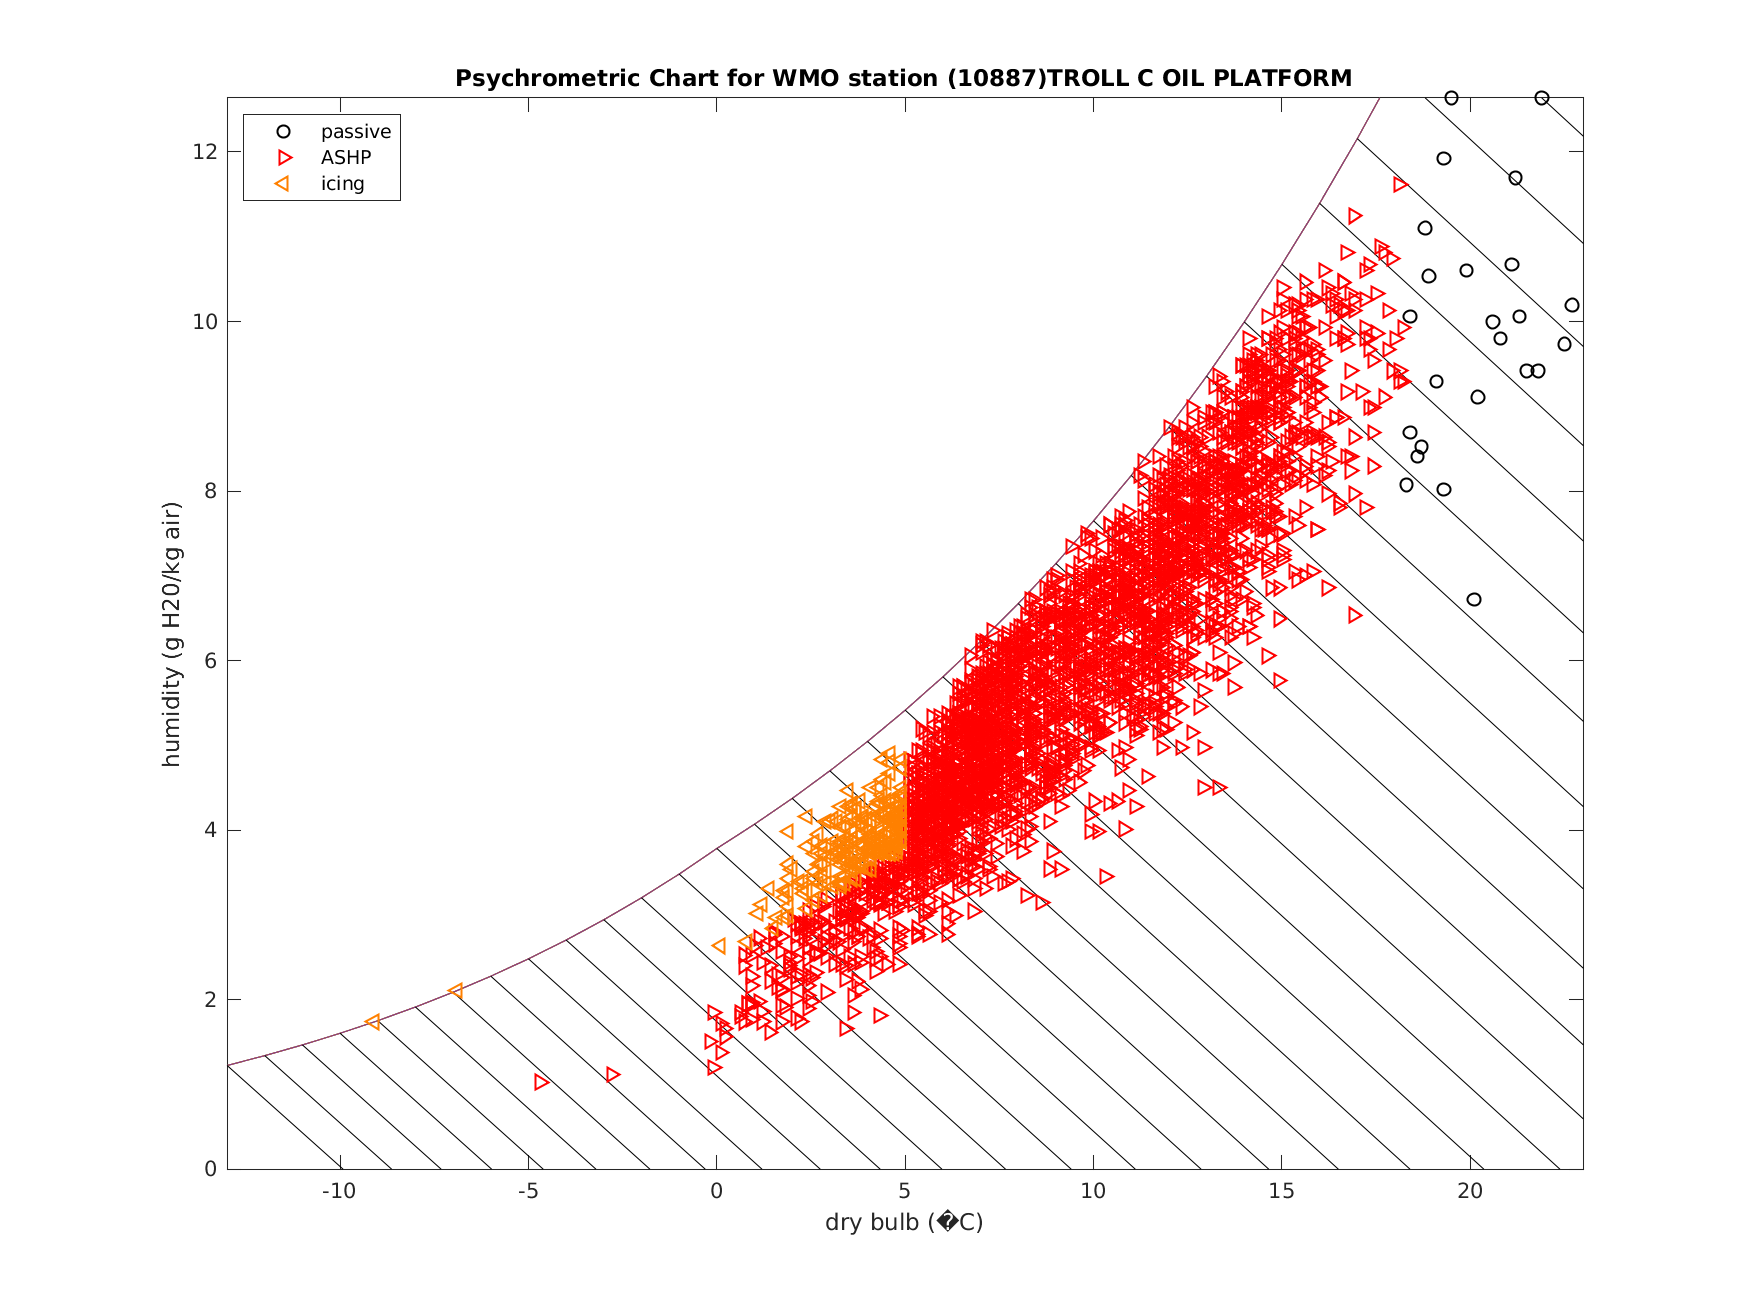 Psychrometric Chart for WMO station (10887)TROLL C OIL PLATFORM
passive
ASHP
icing
12
10
8
6
4
2
0
humidity (g H20/kg air)
-10 -5 0 5 10 15 20
dry bulb (�C)